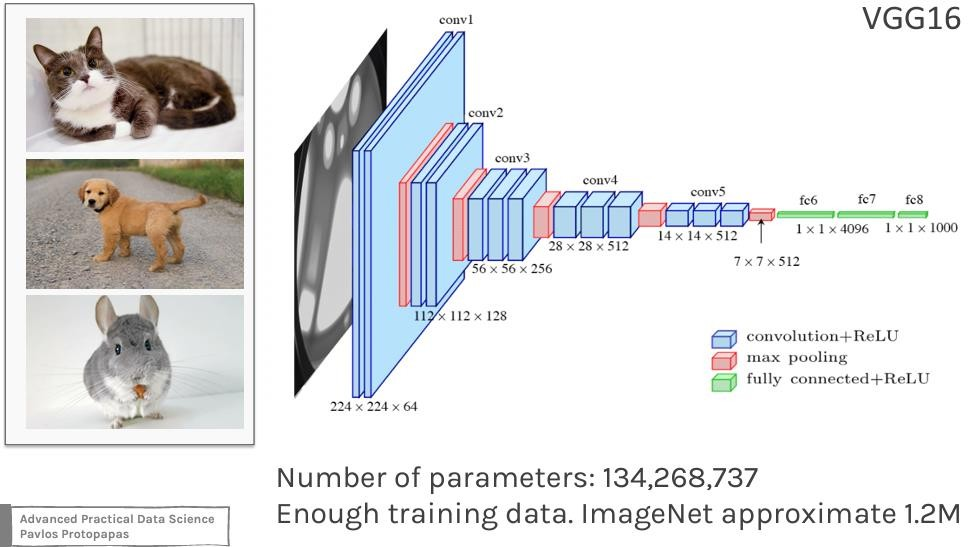 VGG16
conv1
conv2
conv3
conv4
conv5
fc6
fc7
fc8
224 × 224 × 64
112 × 112 × 128
56 × 56 × 256
28 × 28 × 512
14 × 14 × 512
7 × 7 × 512
1 × 1 × 4096
1 × 1 × 1000
convolution+ReLU
max pooling
fully connected+ReLU
Number of parameters: 134,268,737
Enough training data. ImageNet approximate 1.2M
Advanced Practical Data Science
Pavlos Protopapas